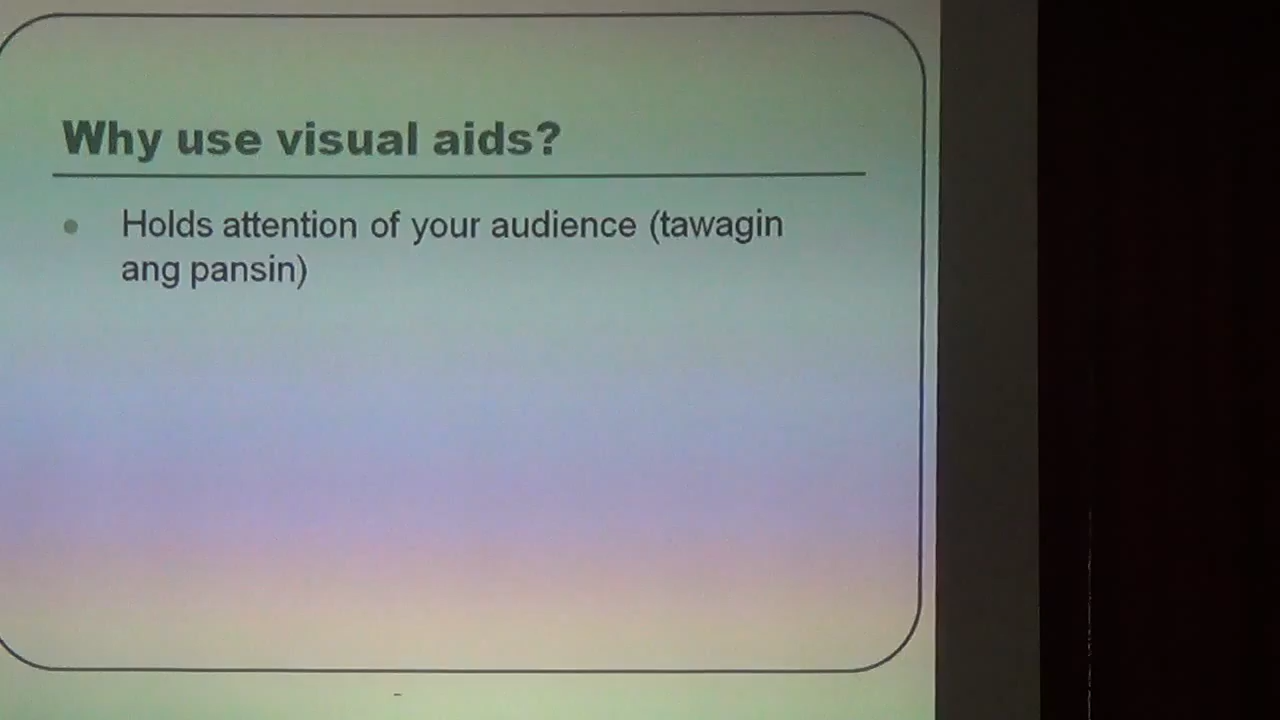 Why use visual aids?
Holds attention of your audience (tawagin
ang pansin)